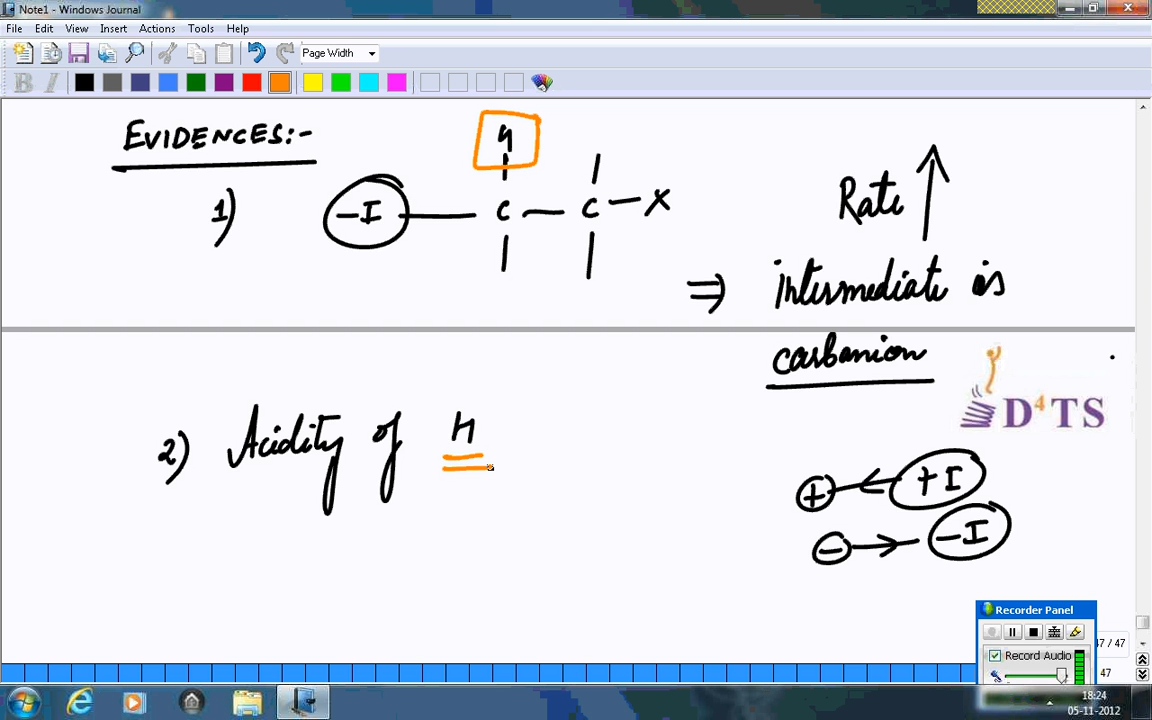 Note1 - Windows Journal
File Edit View Insert Actions Tools Help
Page Width
B I
EVIDENCES:-
H
1) -I C C X
Rate
⇒ intermediate is
carbanion
D4TS
2) Acidity of H
+ +I
- -I
Recorder Panel
Record Audio
47 / 47
47
18:24
05-11-2012